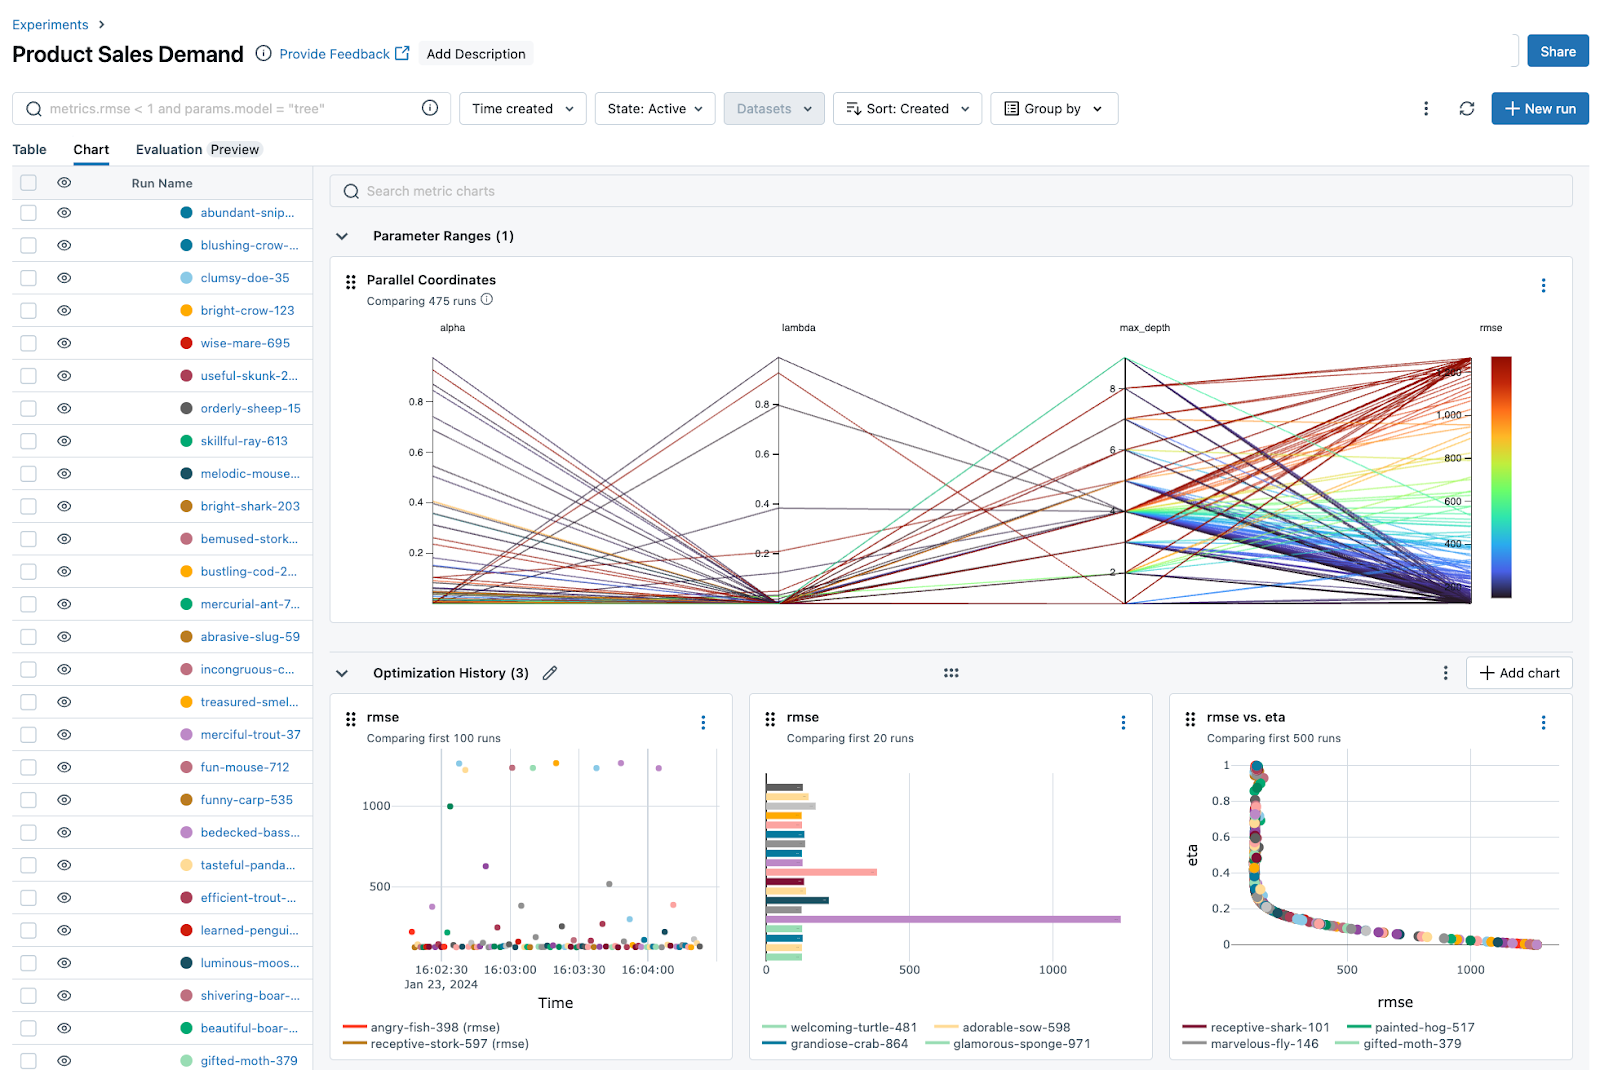 Experiments
Product Sales Demand Provide Feedback Add Description
Share
metrics.rmse < 1 and params.model = "tree" Time created State: Active Datasets Sort: Created Group by New run
Table Chart Evaluation Preview
Run Name
abundant-snip...
blushing-crow-...
clumsy-doe-35
bright-crow-123
wise-mare-695
useful-skunk-2...
orderly-sheep-15
skillful-ray-613
melodic-mouse...
bright-shark-203
bemused-stork...
bustling-cod-2...
mercurial-ant-7...
abrasive-slug-59
incongruous-c...
treasured-smel...
merciful-trout-37
fun-mouse-712
funny-carp-535
bedecked-bass...
tasteful-panda...
efficient-trout-...
learned-pengui...
luminous-moos...
shivering-boar-...
beautiful-boar-...
gifted-moth-379
Search metric charts
Parameter Ranges (1)
Parallel Coordinates
Comparing 475 runs
alpha lambda max_depth rmse
0.8
0.6
0.4
0.2
0.8
0.6
0.4
0.2
8
6
4
2
1,200
1,000
800
600
400
200
Optimization History (3) Add chart
rmse
Comparing first 100 runs
1000
500
16:02:30 16:03:00 16:03:30 16:04:00
Jan 23, 2024
Time
angry-fish-398 (rmse)
receptive-stork-597 (rmse)
rmse
Comparing first 20 runs
0 500 1000
welcoming-turtle-481 adorable-sow-598
grandiose-crab-864 glamorous-sponge-971
rmse vs. eta
Comparing first 500 runs
1
0.8
0.6
0.4
0.2
0
eta
500 1000
rmse
receptive-shark-101 painted-hog-517
marvelous-fly-146 gifted-moth-379